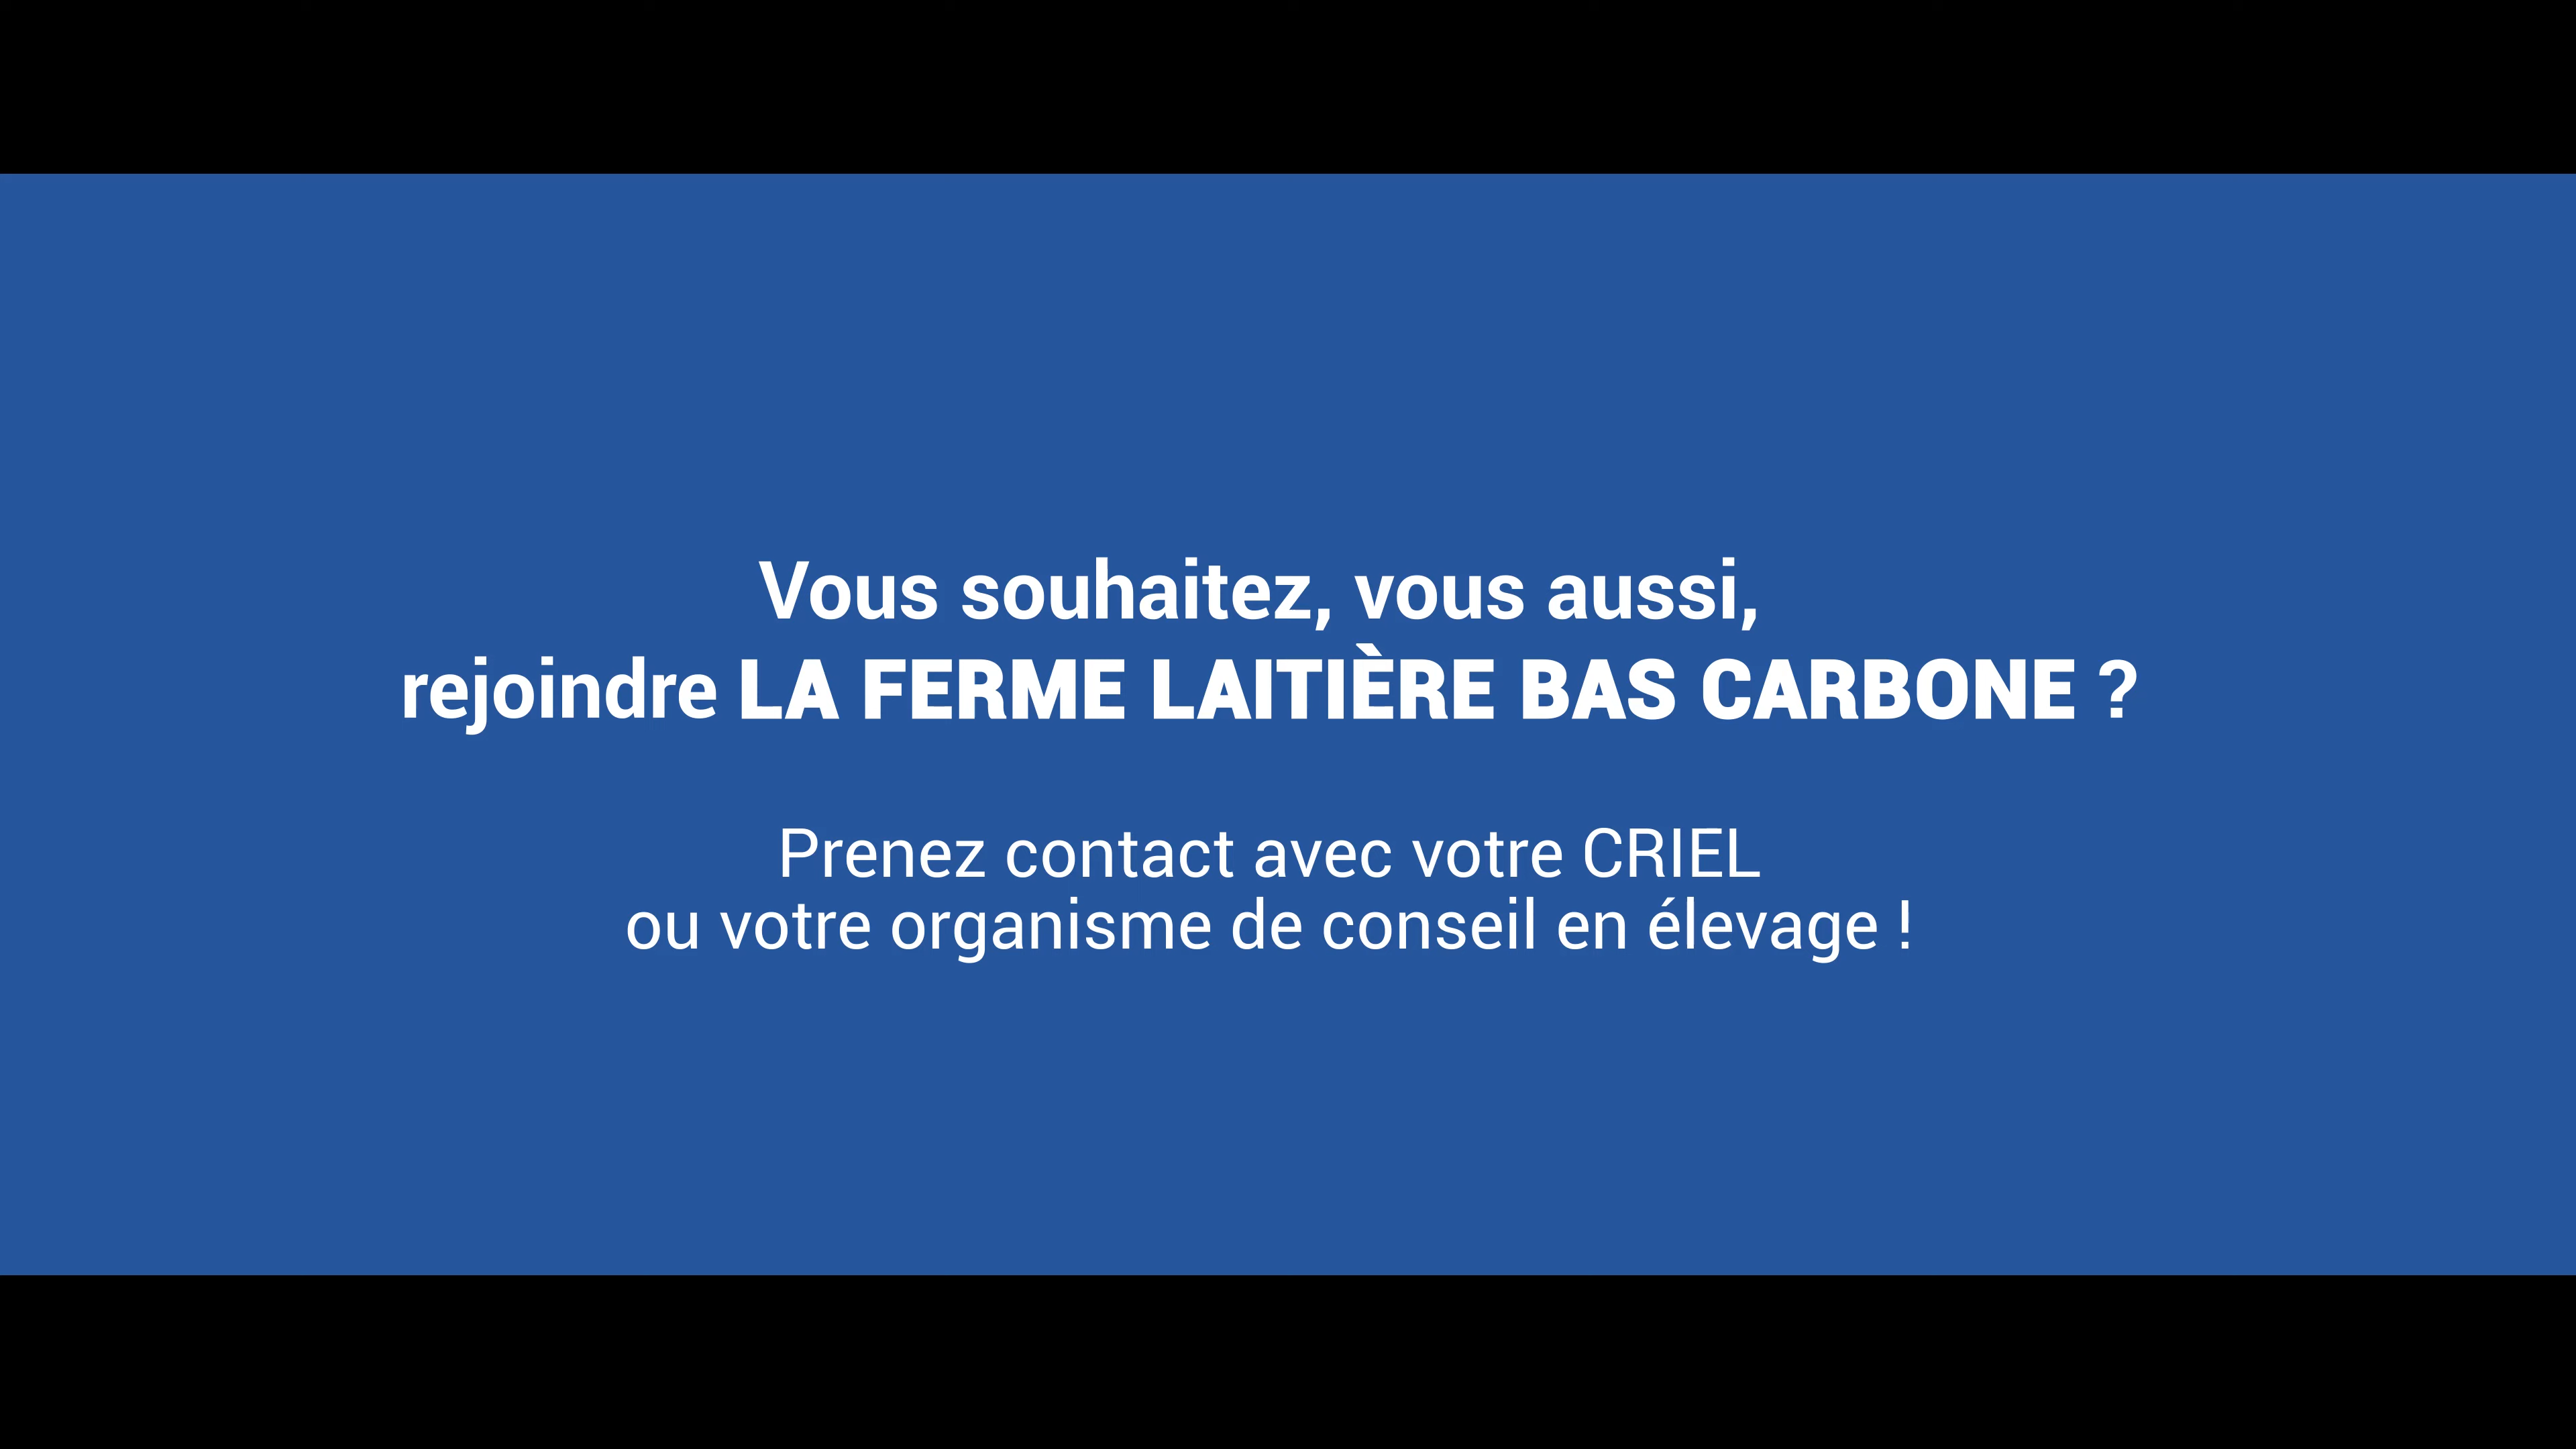 Vous souhaitez, vous aussi,
rejoindre LA FERME LAITIÈRE BAS CARBONE ?
Prenez contact avec votre CRIEL
ou votre organisme de conseil en élevage !